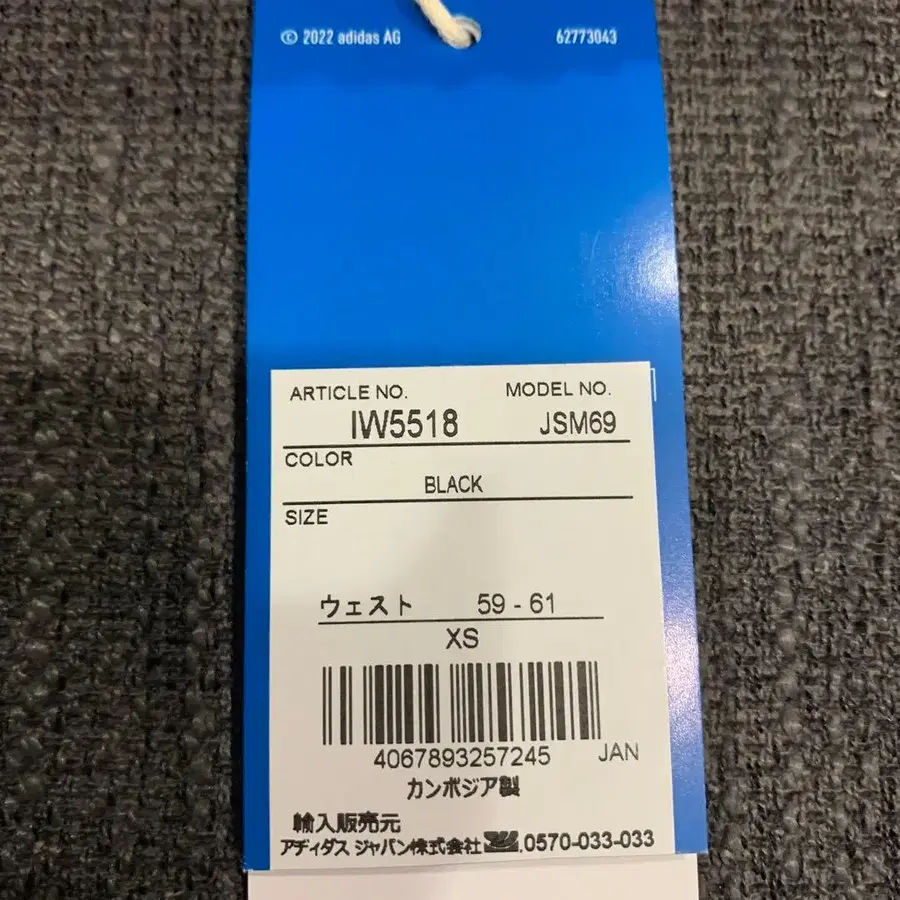 © 2022 adidas AG 62773043
ARTICLE NO. MODEL NO.
IW5518 JSM69
COLOR
BLACK
SIZE
ウェスト 59 - 61
XS
4067893257245 JAN
カンボジア製
輸入販売元
アディダス ジャパン株式会社 0570-033-033